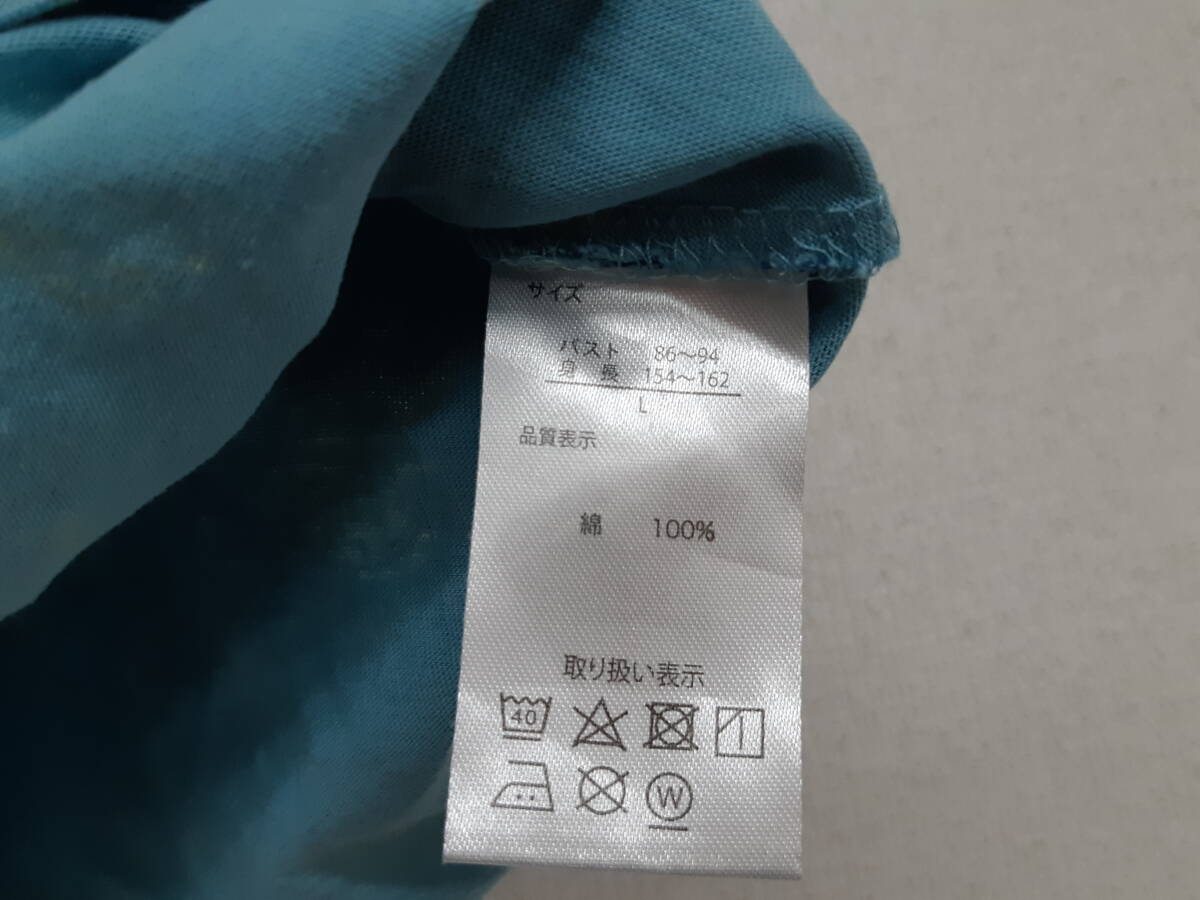 サイズ
バスト 86〜94
身 長 154〜162
L
品質表示
綿 100%
取り扱い表示
40
W